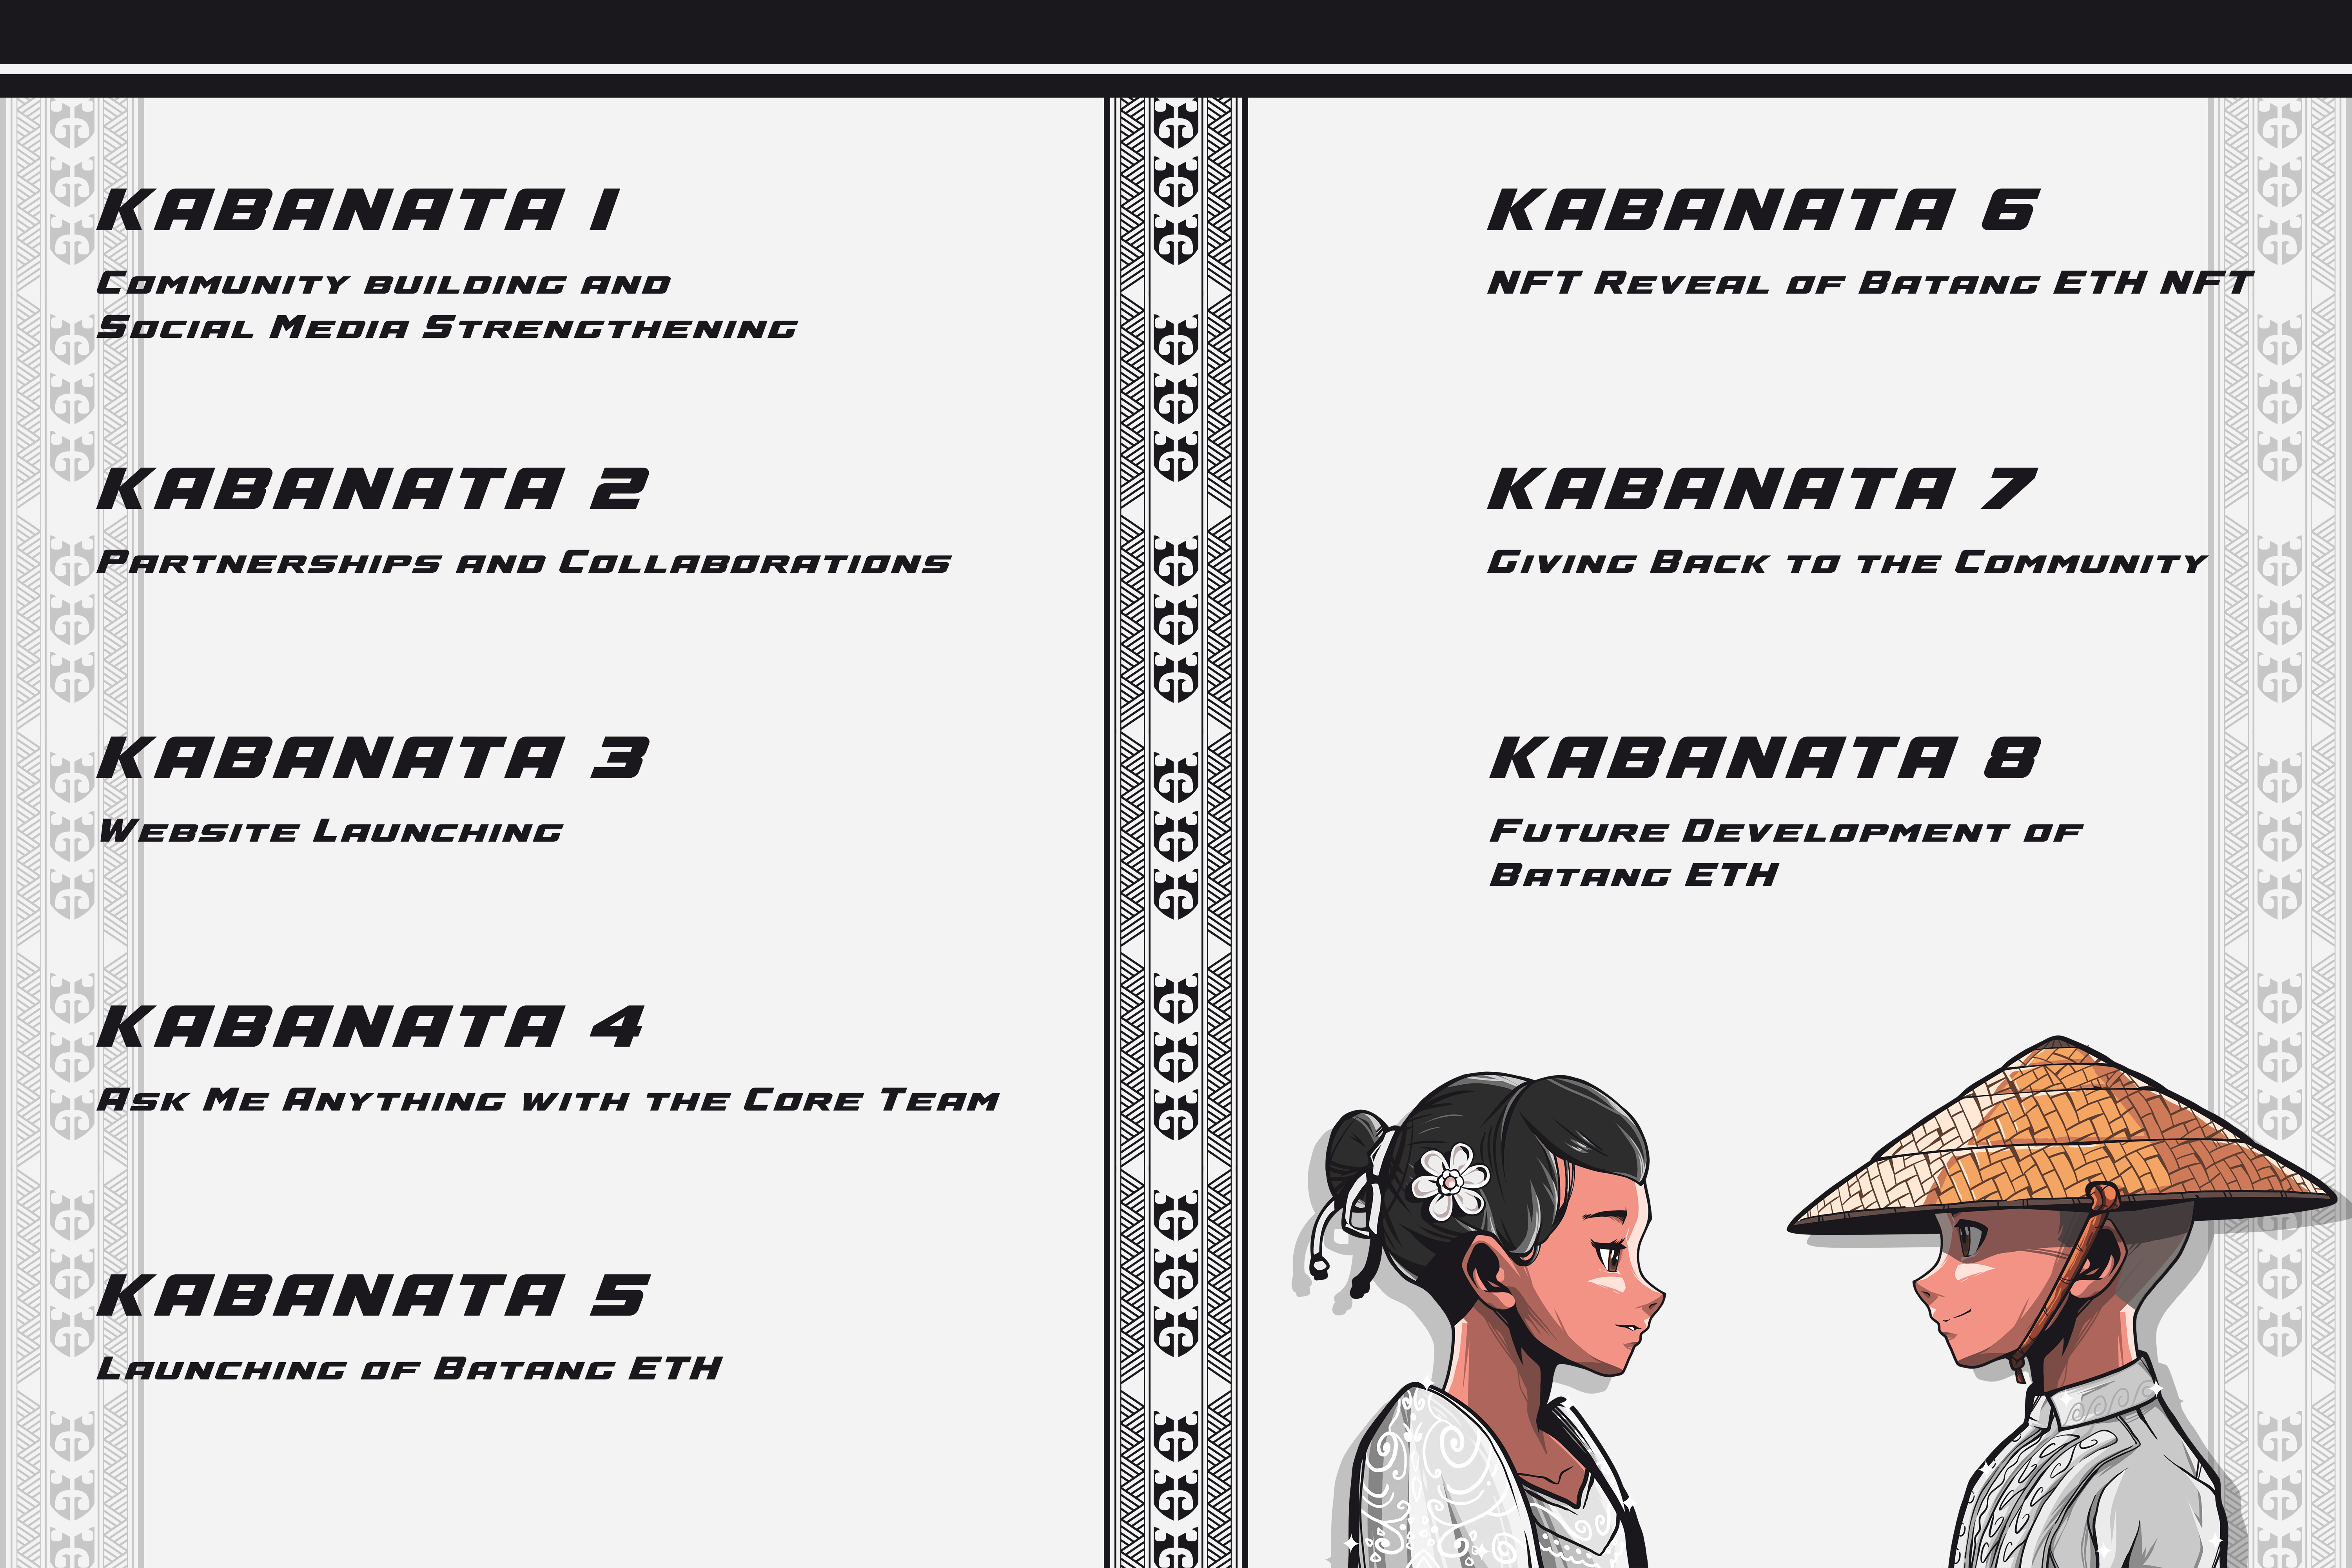 KABANATA 1
Community building and
Social Media Strengthening
KABANATA 2
Partnerships and Collaborations
KABANATA 3
Website Launching
KABANATA 4
Ask Me Anything with the Core Team
KABANATA 5
Launching of Batang ETH
KABANATA 6
NFT Reveal of Batang ETH NFT
KABANATA 7
Giving Back to the Community
KABANATA 8
Future Development of
Batang ETH